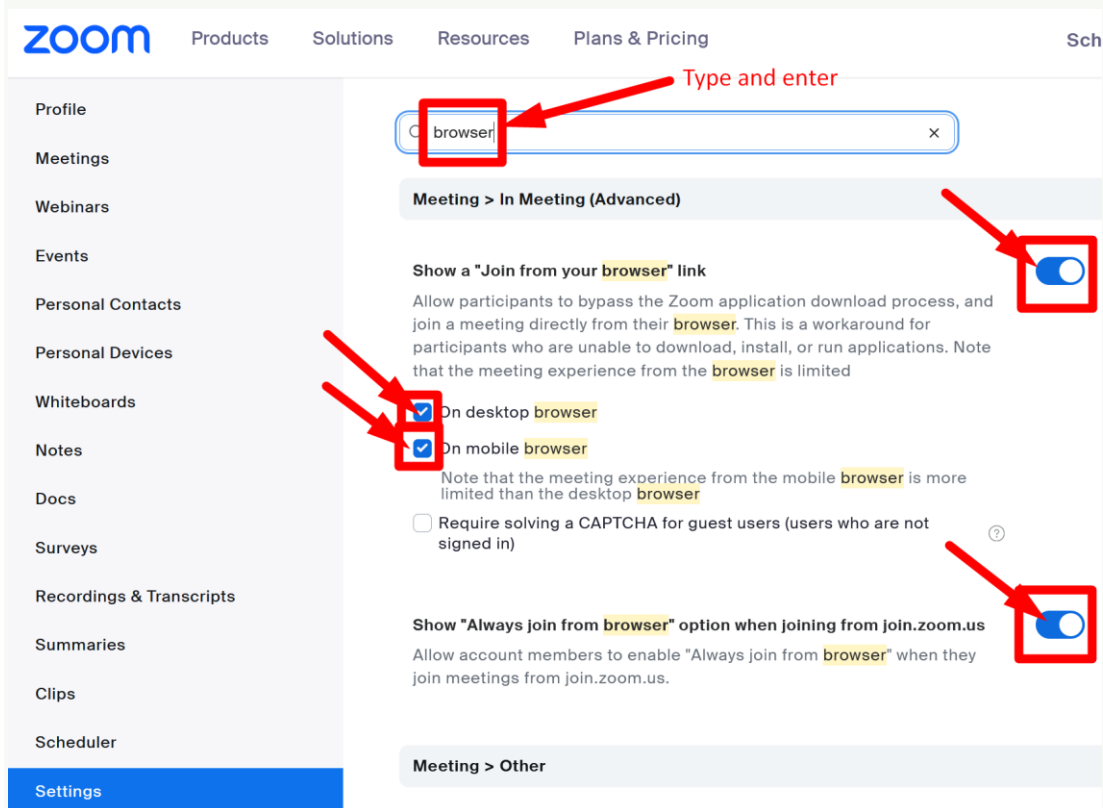 zoom Products Solutions Resources Plans & Pricing Sch
Type and enter
Profile
Meetings
Webinars
Events
Personal Contacts
Personal Devices
Whiteboards
Notes
Docs
Surveys
Recordings & Transcripts
Summaries
Clips
Scheduler
Settings
browser
Meeting > In Meeting (Advanced)
Show a "Join from your browser" link
Allow participants to bypass the Zoom application download process, and
join a meeting directly from their browser. This is a workaround for
participants who are unable to download, install, or run applications. Note
that the meeting experience from the browser is limited
On desktop browser
On mobile browser
Note that the meeting experience from the mobile browser is more
limited than the desktop browser
Require solving a CAPTCHA for guest users (users who are not
signed in)
Show "Always join from browser" option when joining from join.zoom.us
Allow account members to enable "Always join from browser" when they
join meetings from join.zoom.us.
Meeting > Other